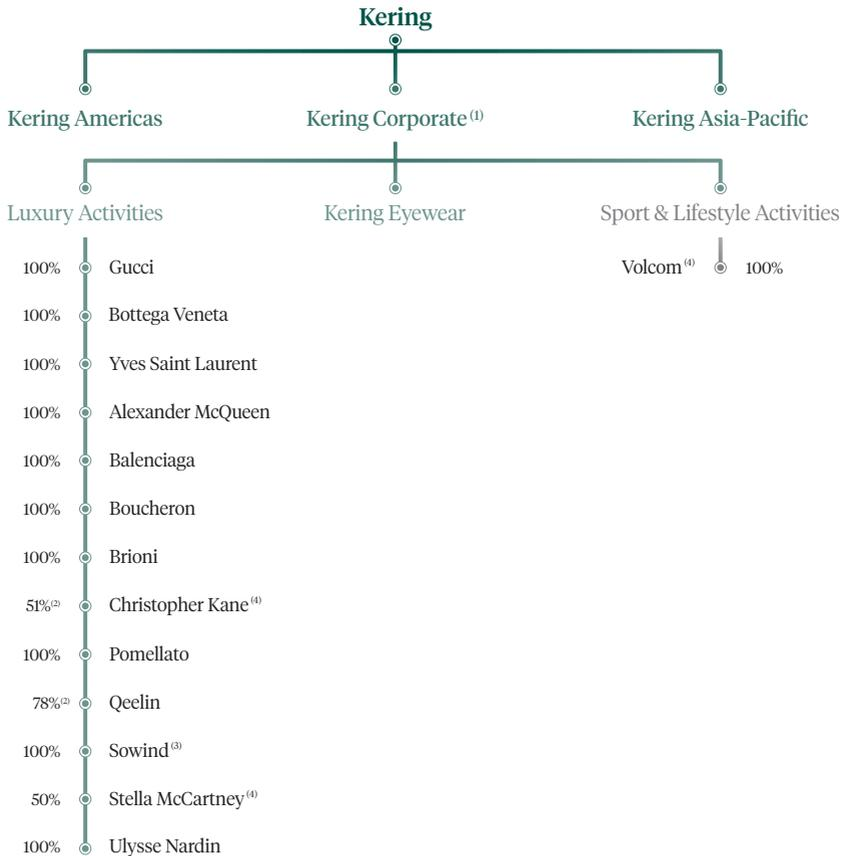 Kering
Kering Americas Kering Corporate (1) Kering Asia-Pacific
Luxury Activities Kering Eyewear Sport & Lifestyle Activities
100% Gucci Volcom (4) 100%
100% Bottega Veneta
100% Yves Saint Laurent
100% Alexander McQueen
100% Balenciaga
100% Boucheron
100% Brioni
51%(2) Christopher Kane (4)
100% Pomellato
78%(2) Qeelin
100% Sowind (3)
50% Stella McCartney (4)
100% Ulysse Nardin